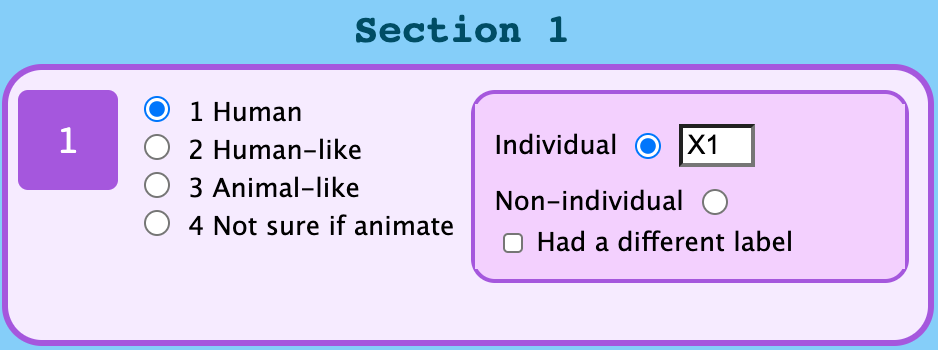 Section 1
1
1 Human
2 Human-like
3 Animal-like
4 Not sure if animate
Individual X1
Non-individual
Had a different label